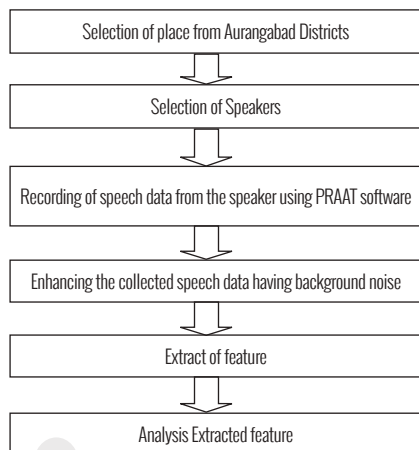 Selection of place from Aurangabad Districts
Selection of Speakers
Recording of speech data from the speaker using PRAAT software
Enhancing the collected speech data having background noise
Extract of feature
Analysis Extracted feature